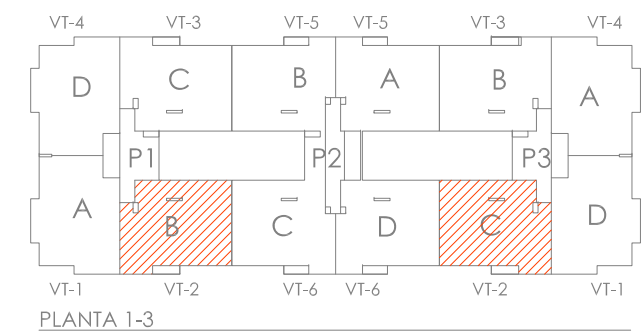 VT-4 VT-3 VT-5 VT-5 VT-3 VT-4
D C B A B A
P1 P2 P3
A B C D C D
VT-1 VT-2 VT-6 VT-6 VT-2 VT-1
PLANTA 1-3